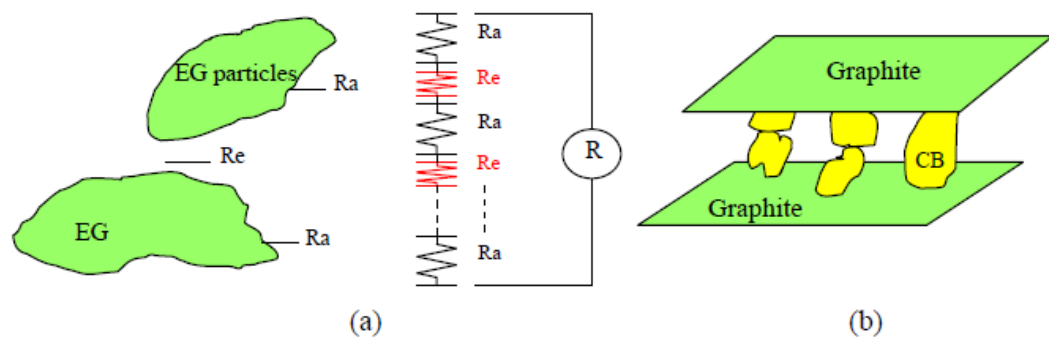 EG particles
Ra
Re
EG
Ra
Ra
Re
Ra
Re
Ra
R
Graphite
CB
Graphite
(a)
(b)